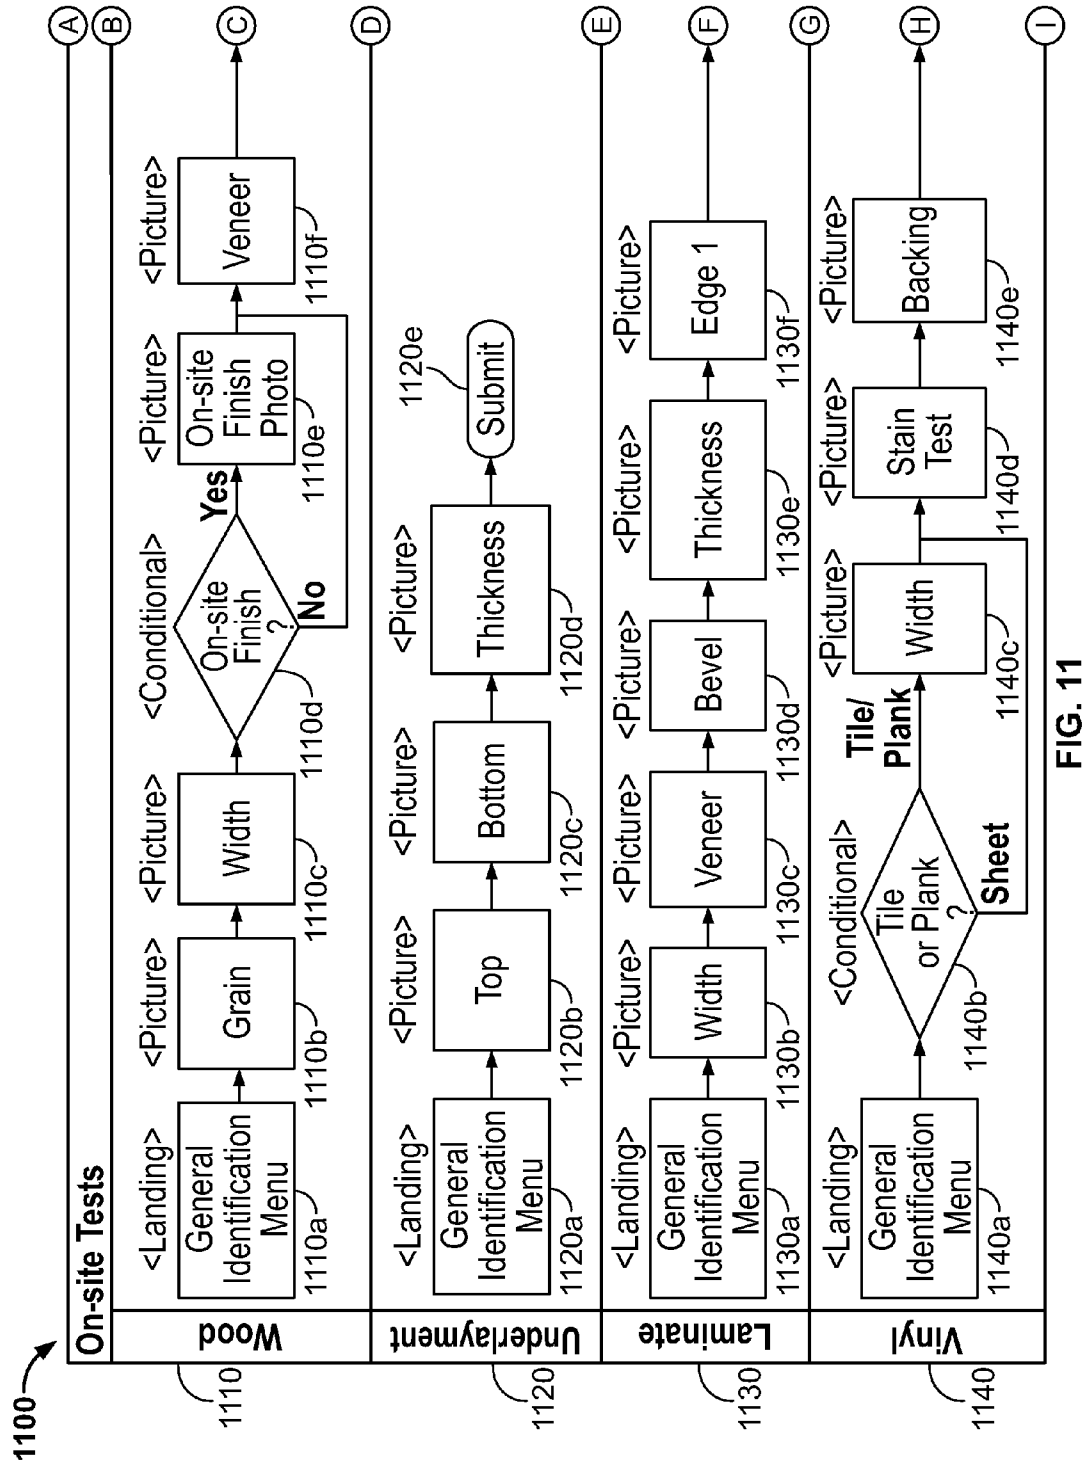 1100
On-site Tests
A
B
1110
Wood
<Landing>
General
Identification
Menu
1110a
<Picture>
Grain
1110b
<Picture>
Width
1110c
<Conditional>
On-site
Finish
?
1110d
Yes
No
<Picture>
On-site
Finish
Photo
1110e
<Picture>
Veneer
1110f
C
D
1120
Underlayment
<Landing>
General
Identification
Menu
1120a
<Picture>
Top
1120b
<Picture>
Bottom
1120c
<Picture>
Thickness
1120d
Submit
1120e
E
1130
Laminate
<Landing>
General
Identification
Menu
1130a
<Picture>
Width
1130b
<Picture>
Veneer
1130c
<Picture>
Bevel
1130d
<Picture>
Thickness
1130e
<Picture>
Edge 1
1130f
F
G
1140
Vinyl
<Landing>
General
Identification
Menu
1140a
<Conditional>
Tile
or Plank
?
1140b
Tile/
Plank
Sheet
<Picture>
Width
1140c
<Picture>
Stain
Test
1140d
<Picture>
Backing
1140e
H
I
FIG. 11